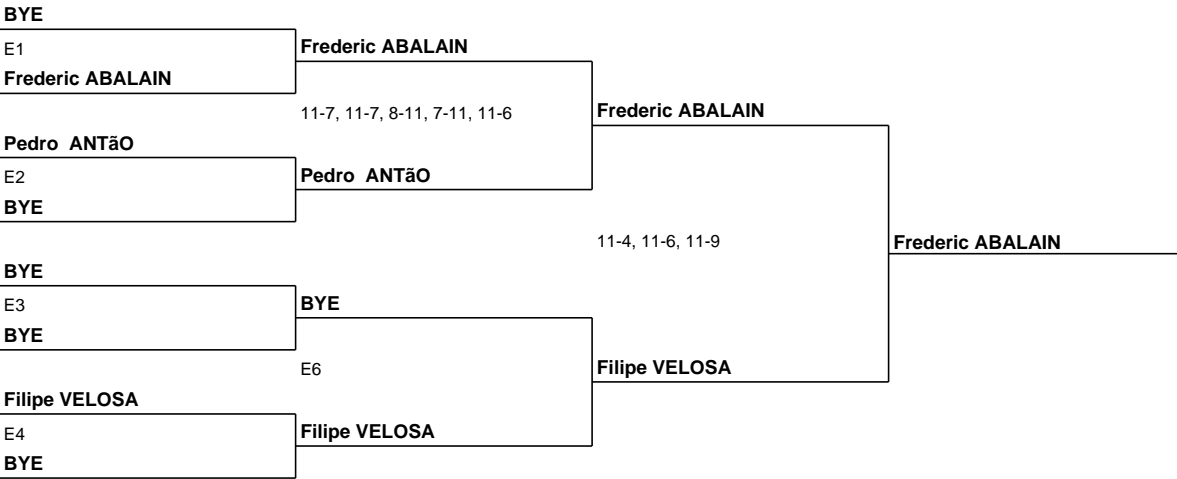 BYE
E1
Frederic ABALAIN
Frederic ABALAIN
11-7, 11-7, 8-11, 7-11, 11-6
Frederic ABALAIN
Pedro  ANTãO
E2
Pedro  ANTãO
BYE
11-4, 11-6, 11-9
Frederic ABALAIN
BYE
E3
BYE
BYE
E6
Filipe VELOSA
Filipe VELOSA
E4
Filipe VELOSA
BYE